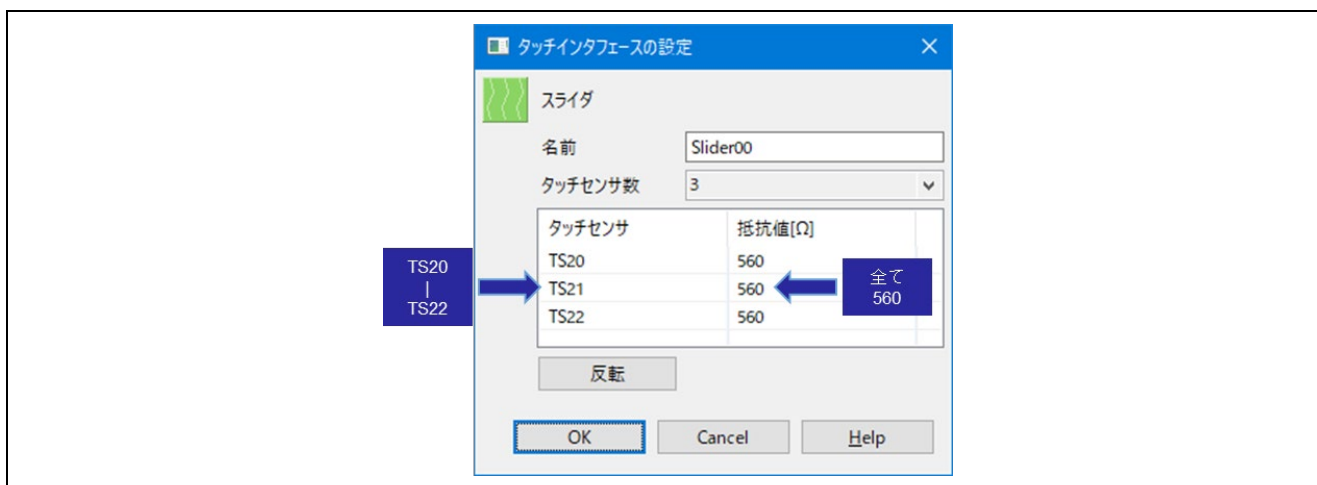 タッチインタフェースの設定
スライダ
名前
Slider00
タッチセンサ数
3
タッチセンサ
抵抗値[Ω]
TS20
560
TS21
560
TS22
560
TS20
|
TS22
全て
560
反転
OK
Cancel
Help